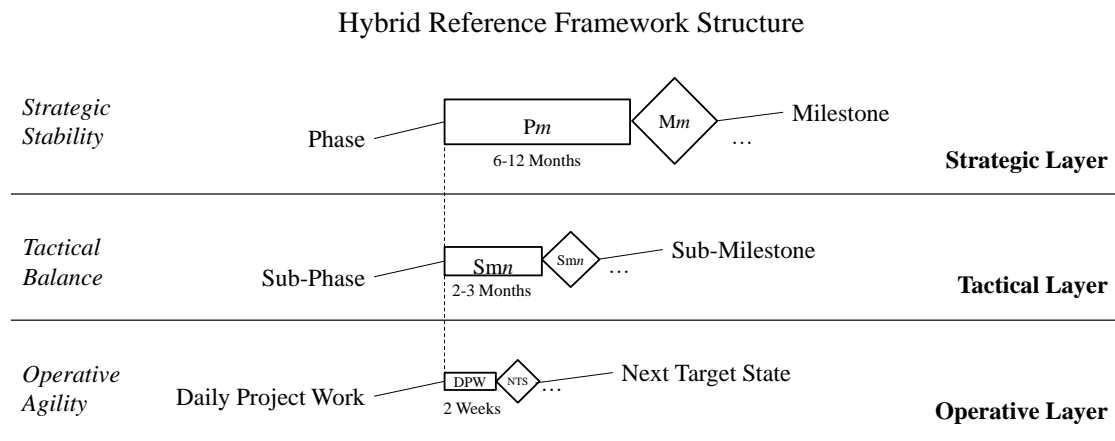 Hybrid Reference Framework Structure
Strategic
Stability
Phase
Pm
6-12 Months
Mm
Milestone
…
Strategic Layer
Tactical
Balance
Sub-Phase
Smn
2-3 Months
Smn
Sub-Milestone
…
Tactical Layer
Operative
Agility
Daily Project Work
DPW
2 Weeks
NTS
Next Target State
…
Operative Layer